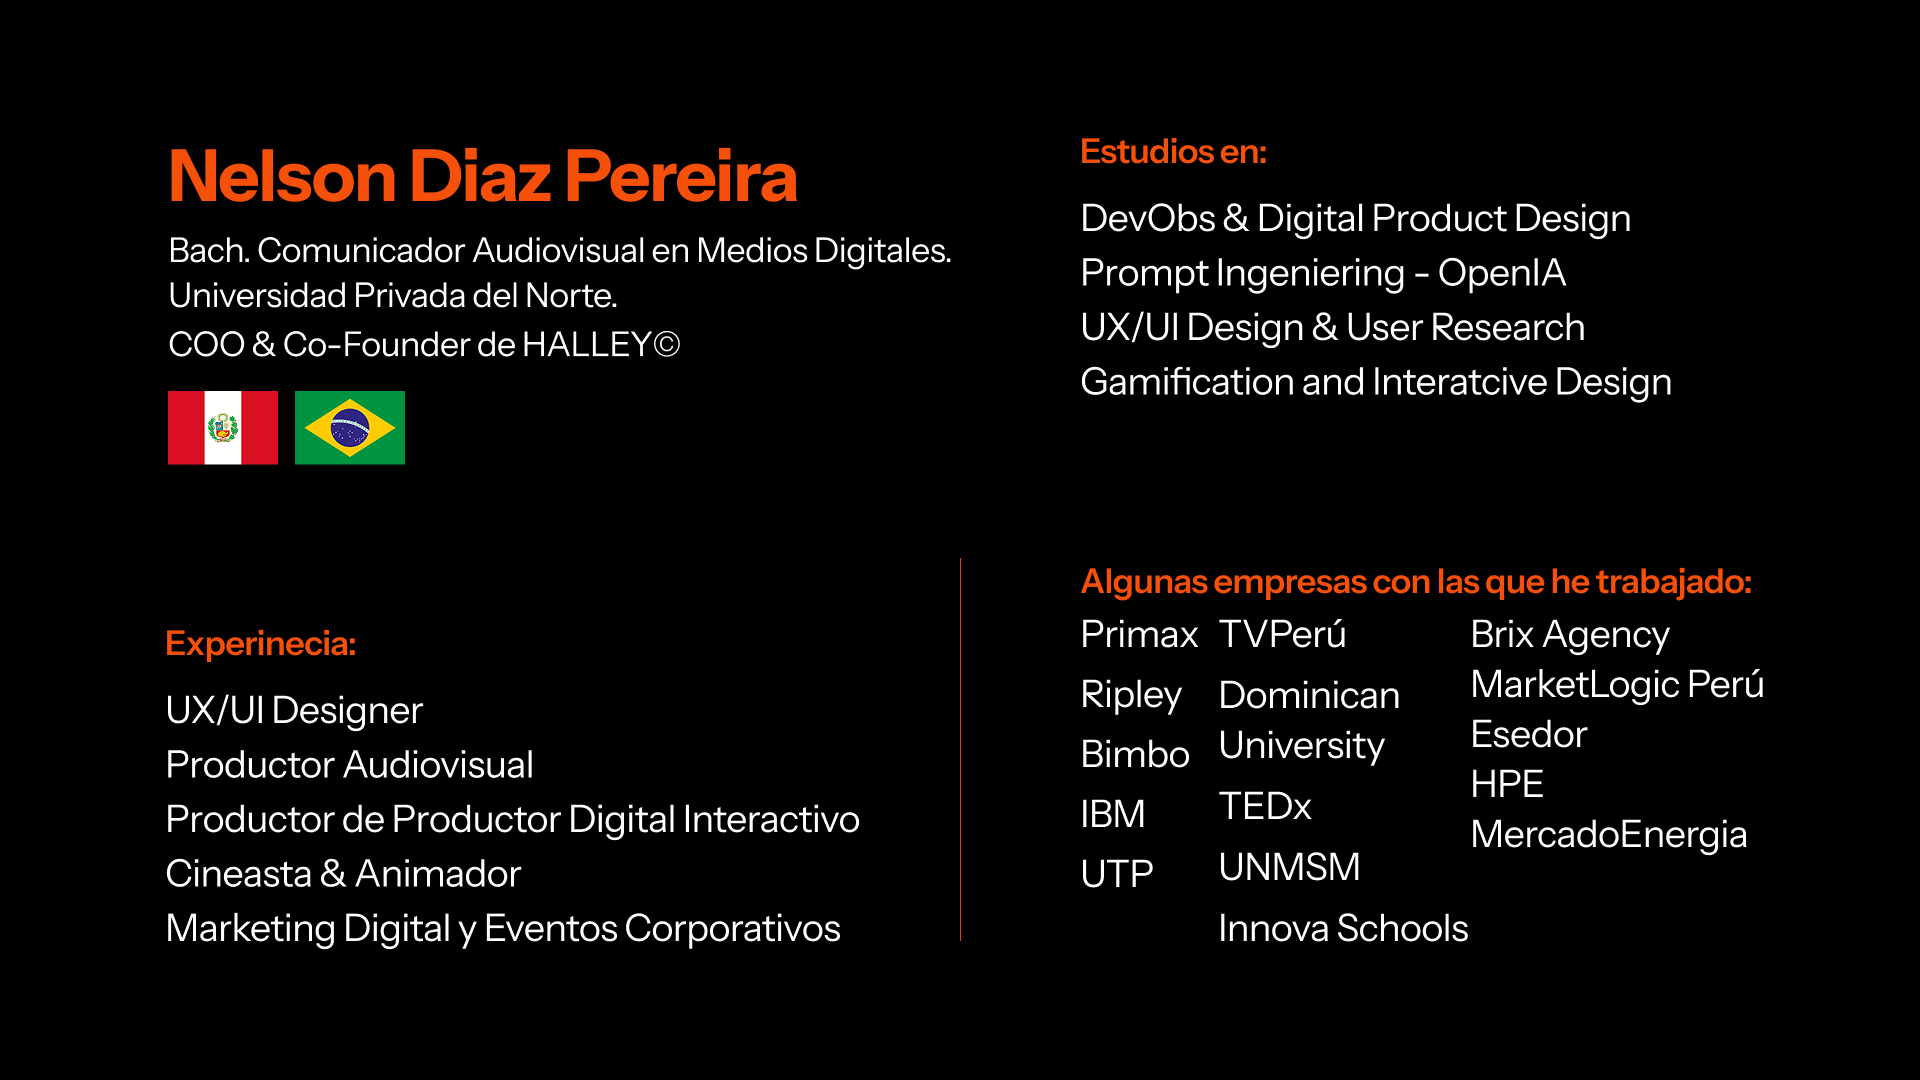 Nelson Diaz Pereira
Bach. Comunicador Audiovisual en Medios Digitales.
Universidad Privada del Norte.
COO & Co-Founder de HALLEY©
Estudios en:
DevObs & Digital Product Design
Prompt Ingeniering - OpenIA
UX/UI Design & User Research
Gamification and Interatcive Design
Experinecia:
UX/UI Designer
Productor Audiovisual
Productor de Productor Digital Interactivo
Cineasta & Animador
Marketing Digital y Eventos Corporativos
Algunas empresas con las que he trabajado:
Primax
Ripley
Bimbo
IBM
UTP
TVPerú
Dominican
University
TEDx
UNMSM
Innova Schools
Brix Agency
MarketLogic Perú
Esedor
HPE
MercadoEnergia